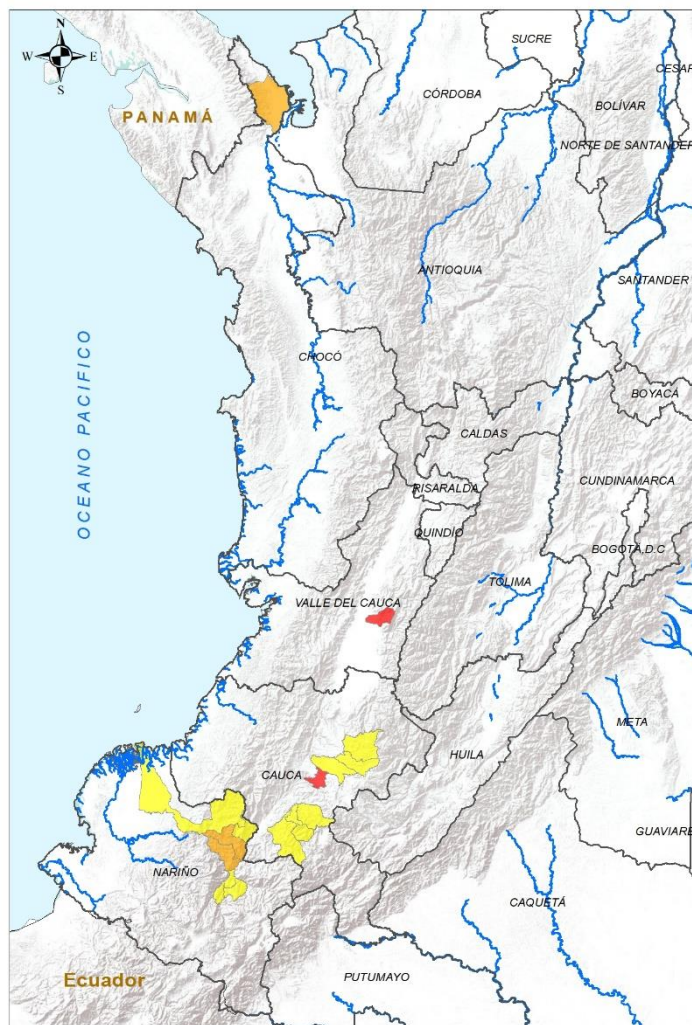 N
W E
S
SUCRE
CESAR
CÓRDOBA
BOLÍVAR
PANAMÁ
NORTE DE SANTANDER
ANTIOQUIA
SANTANDER
OCEANO PACIFICO
CHOCÓ
BOYACÁ
CALDAS
CUNDINAMARCA
RISARALDA
QUINDÍO
BOGOTÁ,D.C
TOLIMA
VALLE DEL CAUCA
META
HUILA
CAUCA
GUAVIARE
NARIÑO
CAQUETÁ
PUTUMAYO
Ecuador